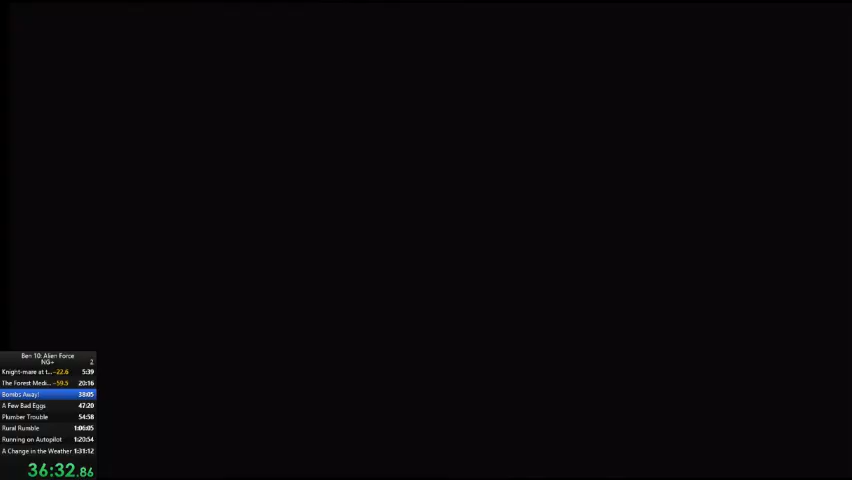 Ben 10: Alien Force
NG+ 2
Knight-mare at t... −22.6 5:39
The Forest Medi... −59.5 20:16
Bombs Away! 38:05
A Few Bad Eggs 47:20
Plumber Trouble 54:58
Rural Rumble 1:06:05
Running on Autopilot 1:20:54
A Change in the Weather 1:31:12
36:32.86